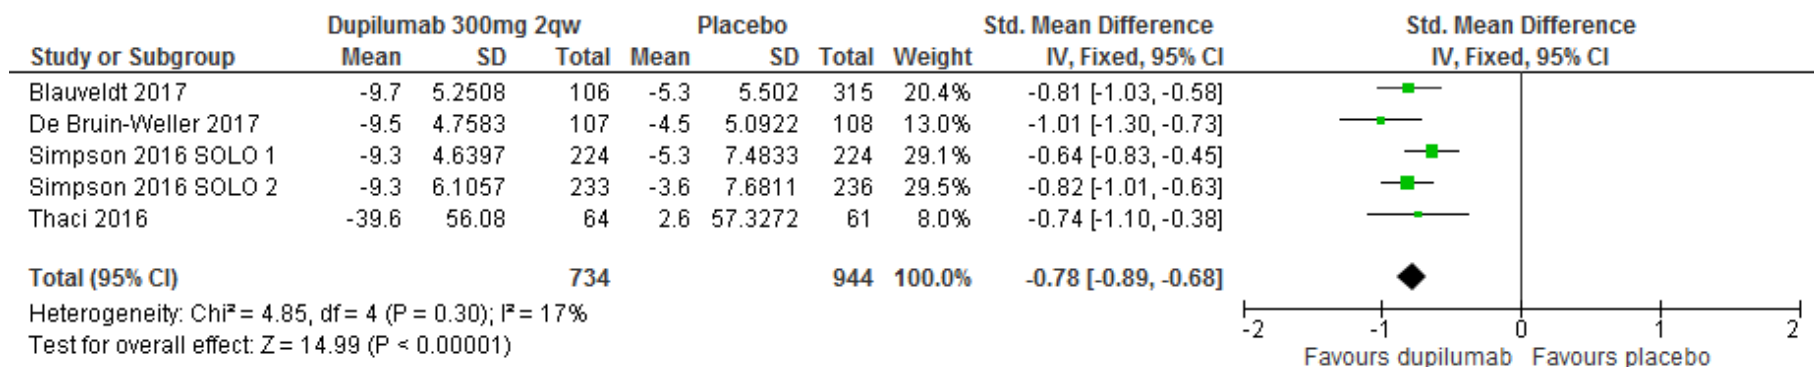 Dupilumab 300mg 2qw Placebo Std. Mean Difference Std. Mean Difference
Study or Subgroup Mean SD Total Mean SD Total Weight IV, Fixed, 95% CI IV, Fixed, 95% CI
Blauveldt 2017 -9.7 5.2508 106 -5.3 5.502 315 20.4% -0.81 [-1.03, -0.58]
De Bruin-Weller 2017 -9.5 4.7583 107 -4.5 5.0922 108 13.0% -1.01 [-1.30, -0.73]
Simpson 2016 SOLO 1 -9.3 4.6397 224 -5.3 7.4833 224 29.1% -0.64 [-0.83, -0.45]
Simpson 2016 SOLO 2 -9.3 6.1057 233 -3.6 7.6811 236 29.5% -0.82 [-1.01, -0.63]
Thaci 2016 -39.6 56.08 64 2.6 57.3272 61 8.0% -0.74 [-1.10, -0.38]
Total (95% CI) 734 944 100.0% -0.78 [-0.89, -0.68]
Heterogeneity: Chi² = 4.85, df = 4 (P = 0.30); I² = 17%
Test for overall effect: Z = 14.99 (P < 0.00001)
-2 -1 0 1 2
Favours dupilumab Favours placebo